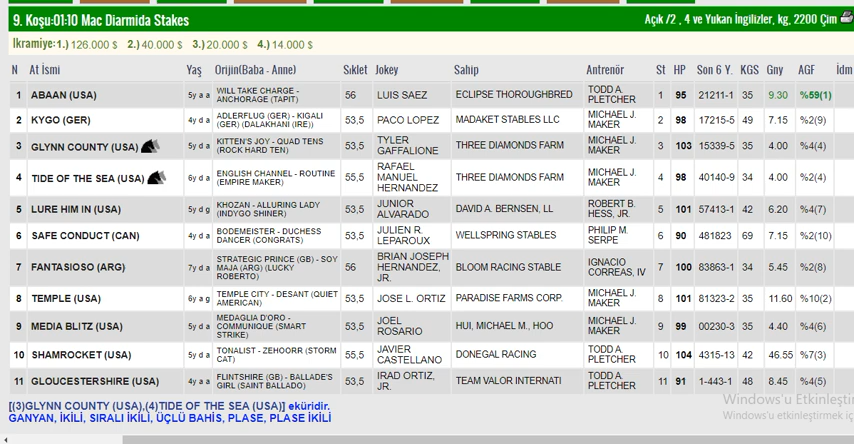 9. Koşu:01:10 Mac Diarmida Stakes
Açık /2 , 4 ve Yukarı İngilizler, kg, 2200 Çim
İkramiye: 1.) 126.000 $ 2.) 40.000 $ 3.) 20.000 $ 4.) 14.000 $
N At İsmi Yaş Orijin(Baba - Anne) Sıklet Jokey Sahip Antrenör St HP Son 6 Y. KGS Gny AGF İdm
1 ABAAN (USA) 5y a a WILL TAKE CHARGE - ANCHORAGE (TAPIT) 56 LUIS SAEZ ECLIPSE THOROUGHBRED TODD A. PLETCHER 1 95 21211-1 35 9.30 %59(1)
2 KYGO (GER) 4y d a ADLERFLUG (GER) - KIGALI (GER) (DALAKHANI (IRE)) 53,5 PACO LOPEZ MADAKET STABLES LLC MICHAEL J. MAKER 2 98 17215-5 49 7.15 %2(9)
3 GLYNN COUNTY (USA) 5y d a KITTEN'S JOY - QUAD TENS (ROCK HARD TEN) 53,5 TYLER GAFFALIONE THREE DIAMONDS FARM MICHAEL J. MAKER 3 103 15339-5 35 4.00 %4(4)
4 TIDE OF THE SEA (USA) 6y d a ENGLISH CHANNEL - ROUTINE (EMPIRE MAKER) 55,5 RAFAEL MANUEL HERNANDEZ THREE DIAMONDS FARM MICHAEL J. MAKER 4 98 40140-9 34 4.00 %2(4)
5 LURE HIM IN (USA) 5y d g KHOZAN - ALLURING LADY (INDYGO SHINER) 53,5 JUNIOR ALVARADO DAVID A. BERNSEN, LL ROBERT B. HESS, JR. 5 101 57413-1 42 6.20 %4(7)
6 SAFE CONDUCT (CAN) 4y d a BODEMEISTER - DUCHESS DANCER (CONGRATS) 53,5 JULIEN R. LEPAROUX WELLSPRING STABLES PHILIP M. SERPE 6 90 481823 69 7.15 %2(10)
7 FANTASIOSO (ARG) 7y d a STRATEGIC PRINCE (GB) - SOY MAJA (ARG) (LUCKY ROBERTO) 56 BRIAN JOSEPH HERNANDEZ, JR. BLOOM RACING STABLE IGNACIO CORREAS, IV 7 100 83863-1 34 5.45 %2(8)
8 TEMPLE (USA) 6y a g TEMPLE CITY - DESANT (QUIET AMERICAN) 53,5 JOSE L. ORTIZ PARADISE FARMS CORP. MICHAEL J. MAKER 8 101 81323-2 35 11.60 %10(2)
9 MEDIA BLITZ (USA) 5y d a MEDAGLIA D'ORO - COMMUNIQUE (SMART STRIKE) 53,5 JOEL ROSARIO HUI, MICHAEL M., HOO MICHAEL J. MAKER 9 99 00230-3 35 4.40 %4(6)
10 SHAMROCKET (USA) 5y d a TONALIST - ZEHOORR (STORM CAT) 55,5 JAVIER CASTELLANO DONEGAL RACING TODD A. PLETCHER 10 104 4315-13 42 46.55 %7(3)
11 GLOUCESTERSHIRE (USA) 4y a a FLINTSHIRE (GB) - BALLADE'S GIRL (SAINT BALLADO) 53,5 IRAD ORTIZ, JR. TEAM VALOR INTERNATI TODD A. PLETCHER 11 91 1-443-1 48 8.45 %4(5)
[(3)GLYNN COUNTY (USA),(4)TIDE OF THE SEA (USA)] eküridir.
GANYAN, İKİLİ, SIRALI İKİLİ, ÜÇLÜ BAHİS, PLASE, PLASE İKİLİ
Windows'u Etkinleştir
Windows'u etkinleştirmek iç